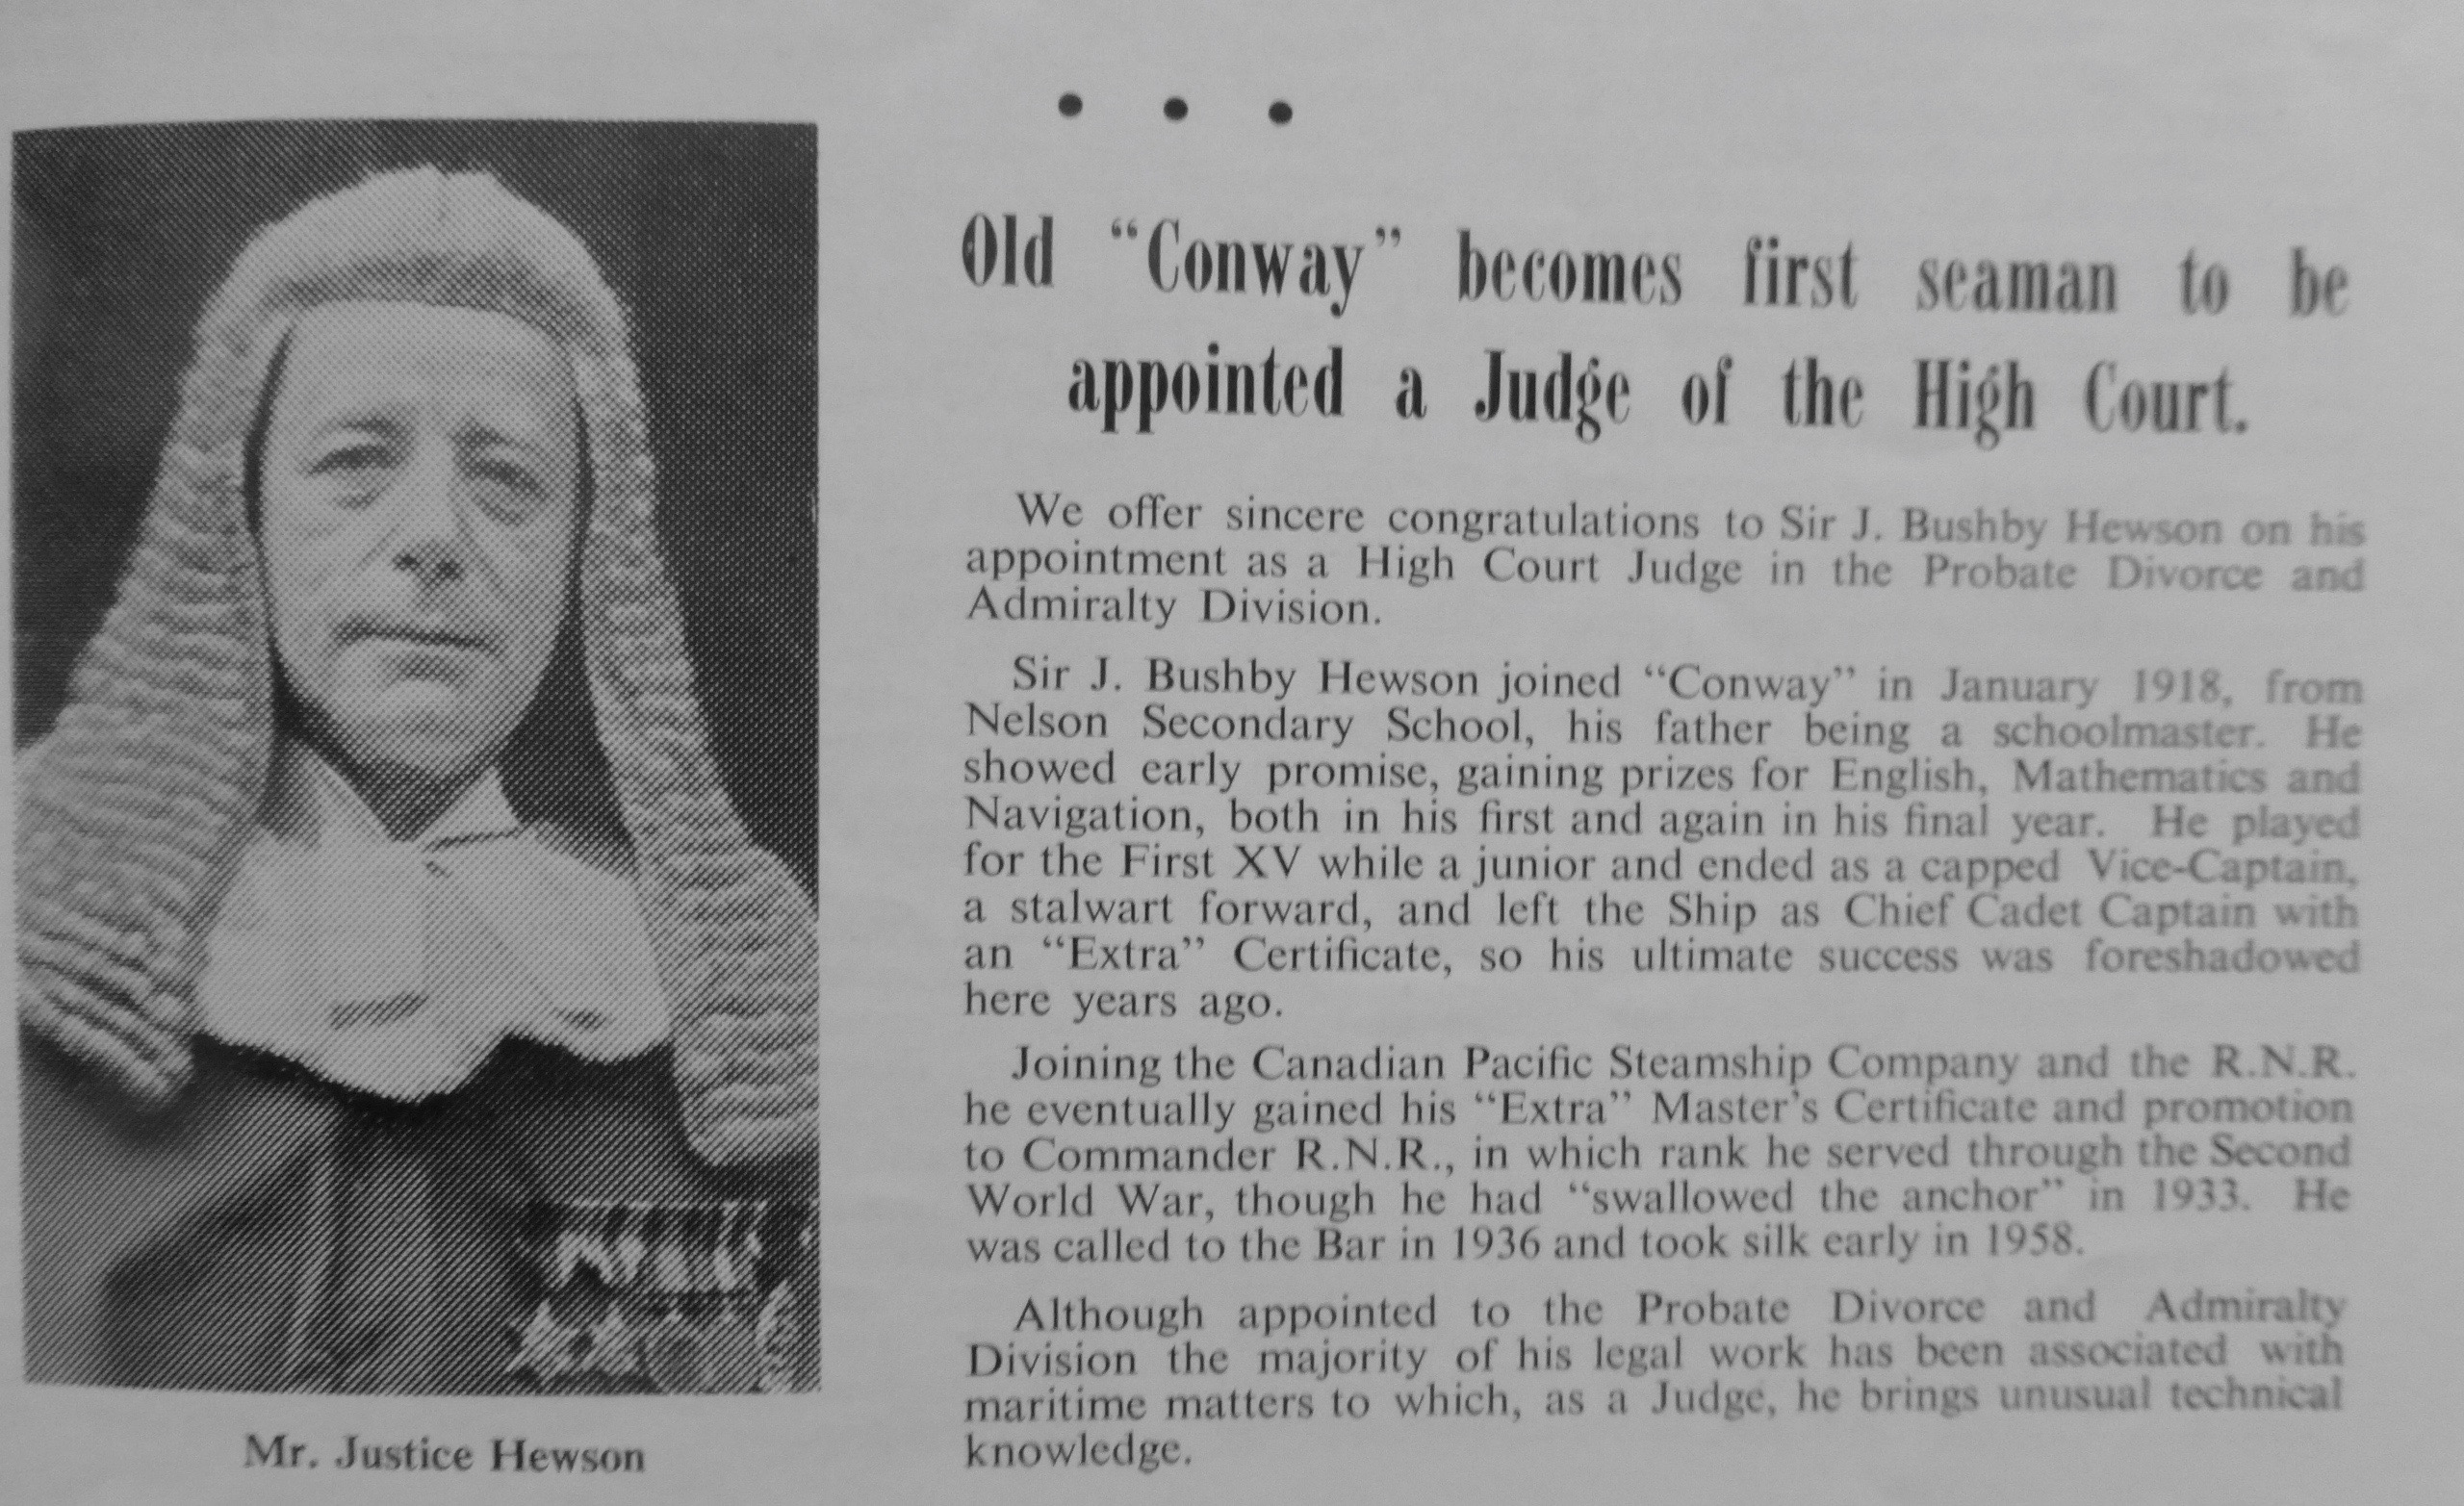 Old “Conway” becomes first seaman to be
appointed a Judge of the High Court.
We offer sincere congratulations to Sir J. Bushby Hewson on his
appointment as a High Court Judge in the Probate Divorce and
Admiralty Division.
Sir J. Bushby Hewson joined “Conway” in January 1918, from
Nelson Secondary School, his father being a schoolmaster. He
showed early promise, gaining prizes for English, Mathematics and
Navigation, both in his first and again in his final year. He played
for the First XV while a junior and ended as a capped Vice-Captain,
a stalwart forward, and left the Ship as Chief Cadet Captain with
an “Extra” Certificate, so his ultimate success was foreshadowed
here years ago.
Joining the Canadian Pacific Steamship Company and the R.N.R.
he eventually gained his “Extra” Master’s Certificate and promotion
to Commander R.N.R., in which rank he served through the Second
World War, though he had “swallowed the anchor” in 1933. He
was called to the Bar in 1936 and took silk early in 1958.
Although appointed to the Probate Divorce and Admiralty
Division the majority of his legal work has been associated with
maritime matters to which, as a Judge, he brings unusual technical
knowledge.
Mr. Justice Hewson